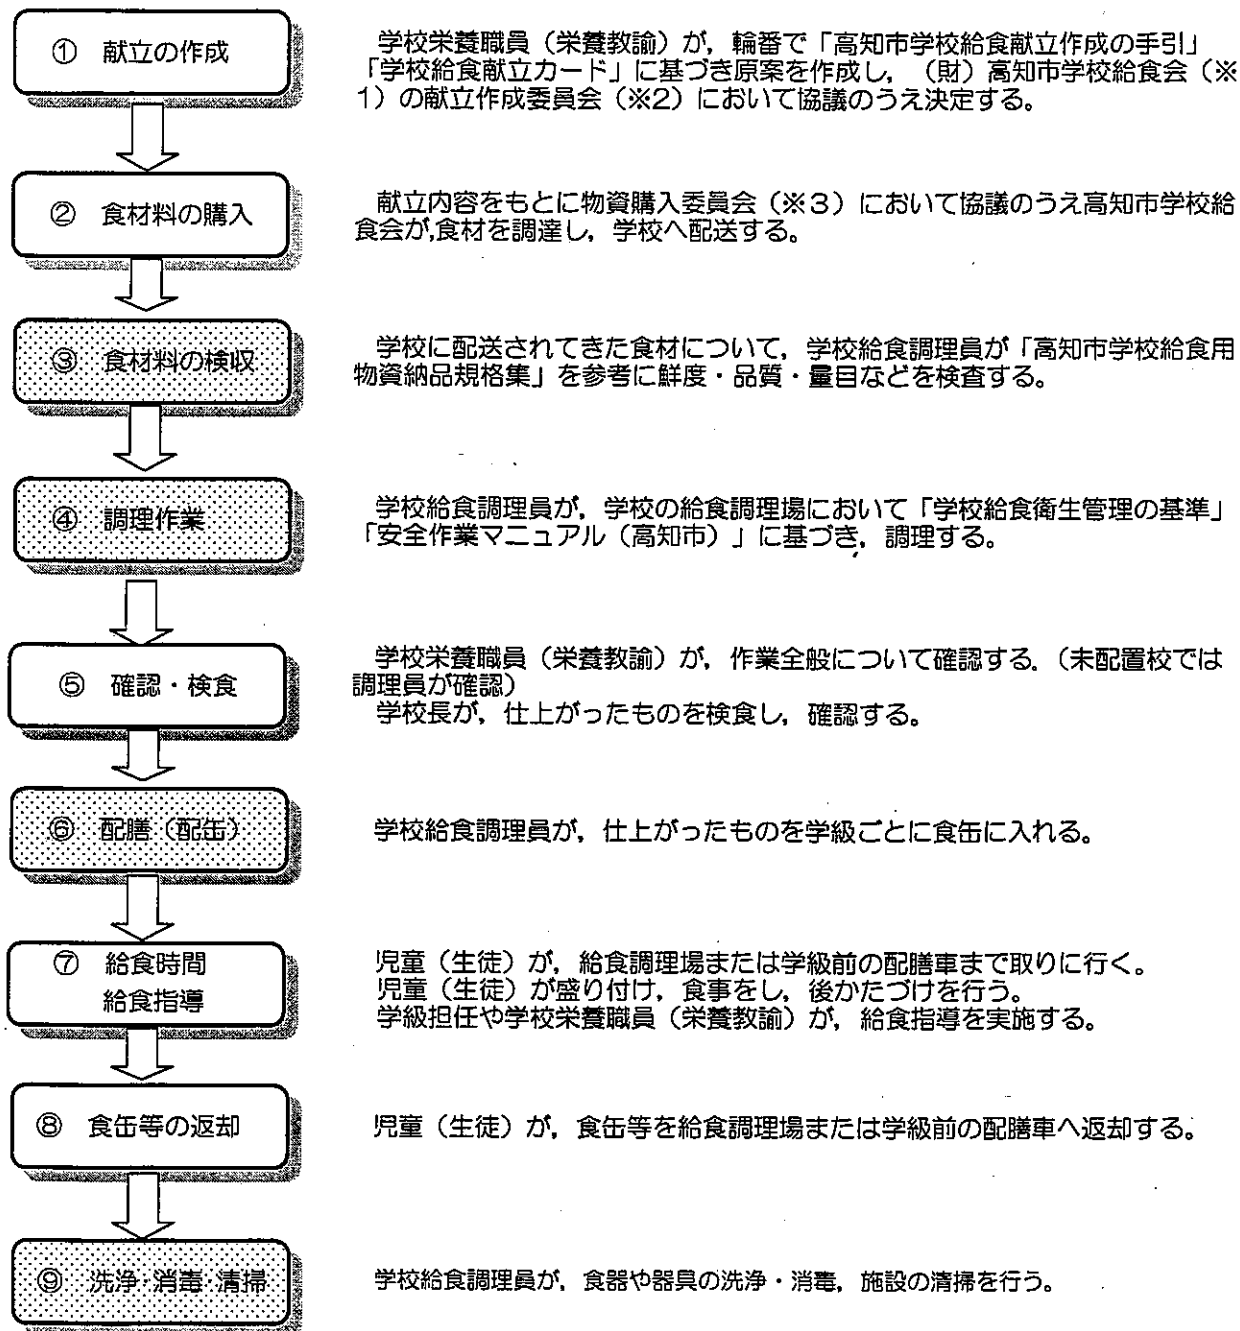 ① 献立の作成
学校栄養職員（栄養教諭）が，輪番で「高知市学校給食献立作成の手引」
「学校給食献立カード」に基づき原案を作成し，（財）高知市学校給食会（※
1）の献立作成委員会（※2）において協議のうえ決定する。
② 食材料の購入
献立内容をもとに物資購入委員会（※3）において協議のうえ高知市学校給
食会が,食材を調達し，学校へ配送する。
③ 食材料の検収
学校に配送されてきた食材について，学校給食調理員が「高知市学校給食用
物資納品規格集」を参考に鮮度・品質・量目などを検査する。
④ 調理作業
学校給食調理員が，学校の給食調理場において「学校給食衛生管理の基準」
「安全作業マニュアル（高知市）」に基づき，調理する。
⑤ 確認・検食
学校栄養職員（栄養教諭）が，作業全般について確認する．（未配置校では
調理員が確認）
学校長が，仕上がったものを検食し，確認する。
⑥ 配膳（配缶）
学校給食調理員が，仕上がったものを学級ごとに食缶に入れる。
⑦ 給食時間
給食指導
児童（生徒）が，給食調理場または学級前の配膳車まで取りに行く。
児童（生徒）が盛り付け，食事をし，後かたづけを行う。
学級担任や学校栄養職員（栄養教諭）が，給食指導を実施する。
⑧ 食缶等の返却
児童（生徒）が，食缶等を給食調理場または学級前の配膳車へ返却する。
⑨ 洗浄・消毒・清掃
学校給食調理員が，食器や器具の洗浄・消毒，施設の清掃を行う。